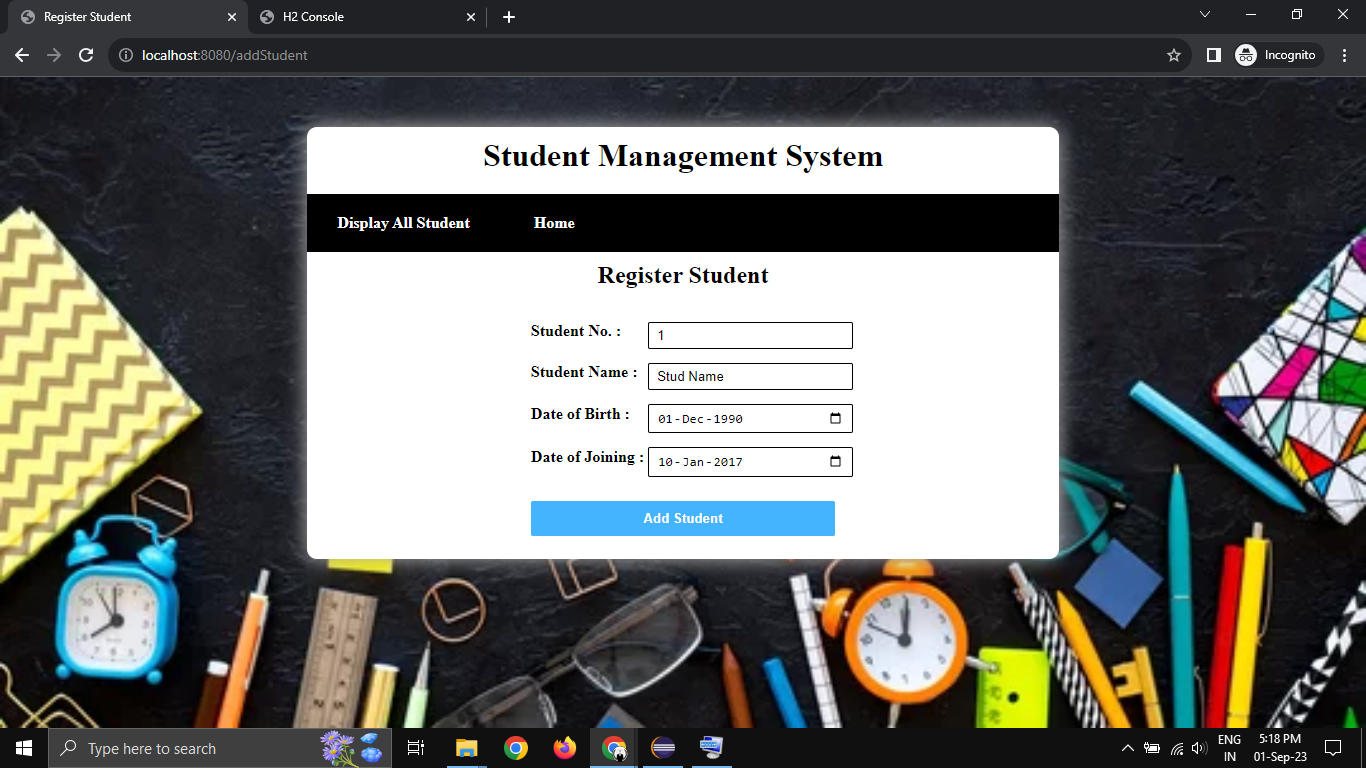 Register Student
H2 Console
localhost:8080/addStudent
Incognito
Student Management System
Display All Student Home
Register Student
Student No. : 1
Student Name : Stud Name
Date of Birth : 01-Dec-1990
Date of Joining : 10-Jan-2017
Add Student
Type here to search
ENG
IN
5:18 PM
01-Sep-23